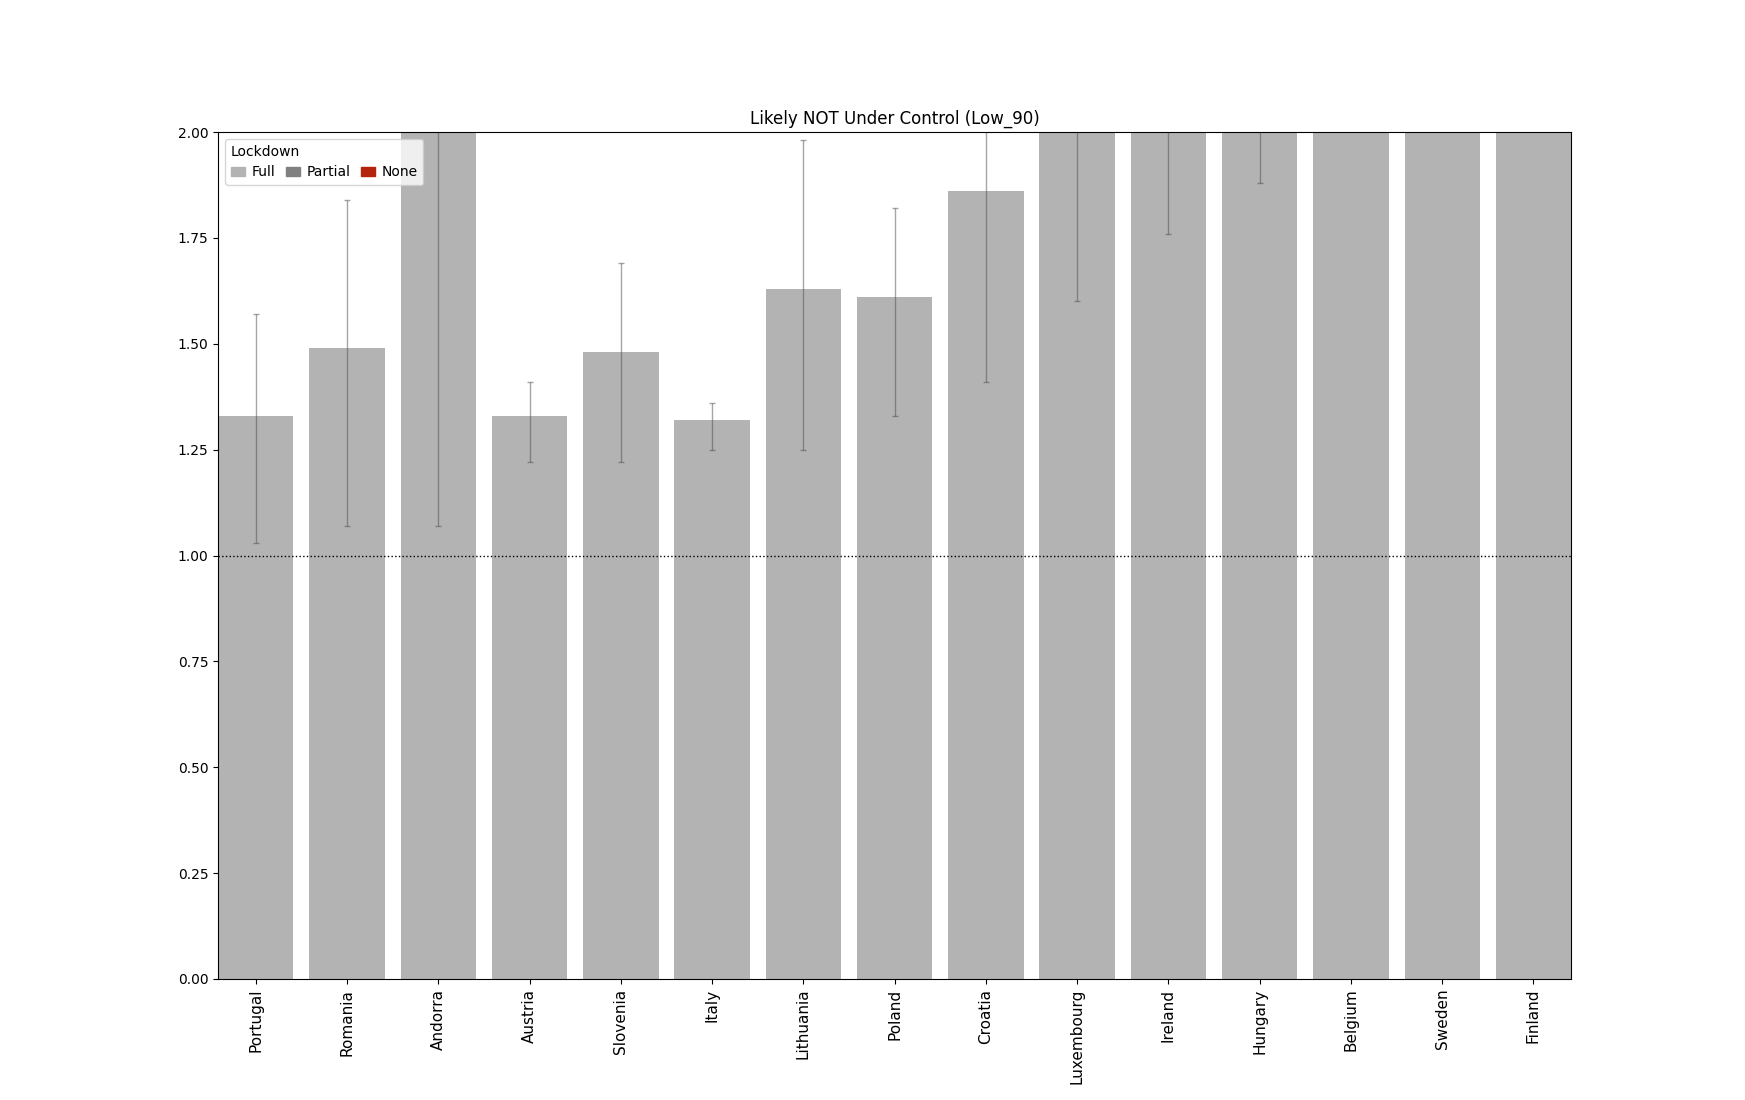 Likely NOT Under Control (Low_90)
Lockdown
Full Partial None
2.00
1.75
1.50
1.25
1.00
0.75
0.50
0.25
0.00
Portugal
Romania
Andorra
Austria
Slovenia
Italy
Lithuania
Poland
Croatia
Luxembourg
Ireland
Hungary
Belgium
Sweden
Finland